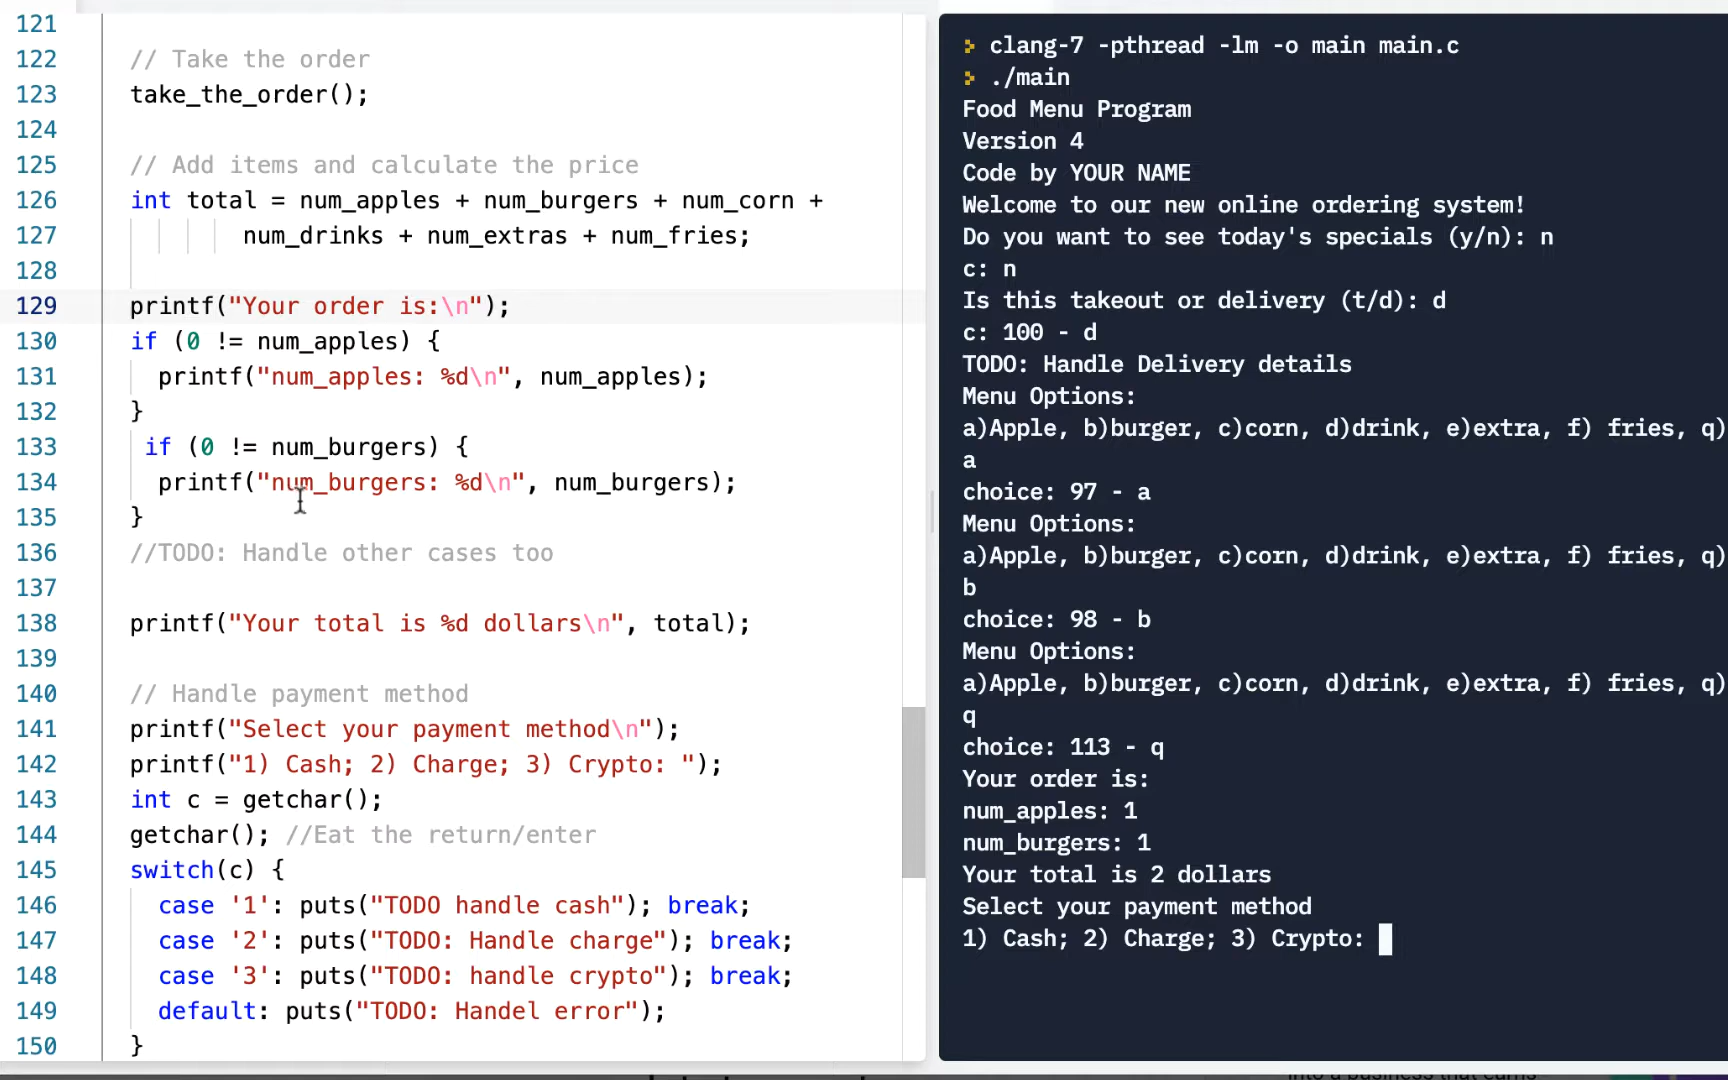 121
122 // Take the order
123 take_the_order();
124
125 // Add items and calculate the price
126 int total = num_apples + num_burgers + num_corn +
127 num_drinks + num_extras + num_fries;
128
129 printf("Your order is:\n");
130 if (0 != num_apples) {
131 printf("num_apples: %d\n", num_apples);
132 }
133 if (0 != num_burgers) {
134 printf("num_burgers: %d\n", num_burgers);
135 }
136 //TODO: Handle other cases too
137
138 printf("Your total is %d dollars\n", total);
139
140 // Handle payment method
141 printf("Select your payment method\n");
142 printf("1) Cash; 2) Charge; 3) Crypto: ");
143 int c = getchar();
144 getchar(); //Eat the return/enter
145 switch(c) {
146 case '1': puts("TODO handle cash"); break;
147 case '2': puts("TODO: Handle charge"); break;
148 case '3': puts("TODO: handle crypto"); break;
149 default: puts("TODO: Handel error");
150 }
> clang-7 -pthread -lm -o main main.c
> ./main
Food Menu Program
Version 4
Code by YOUR NAME
Welcome to our new online ordering system!
Do you want to see today's specials (y/n): n
c: n
Is this takeout or delivery (t/d): d
c: 100 - d
TODO: Handle Delivery details
Menu Options:
a)Apple, b)burger, c)corn, d)drink, e)extra, f) fries, q)
a
choice: 97 - a
Menu Options:
a)Apple, b)burger, c)corn, d)drink, e)extra, f) fries, q)
b
choice: 98 - b
Menu Options:
a)Apple, b)burger, c)corn, d)drink, e)extra, f) fries, q)
q
choice: 113 - q
Your order is:
num_apples: 1
num_burgers: 1
Your total is 2 dollars
Select your payment method
1) Cash; 2) Charge; 3) Crypto: